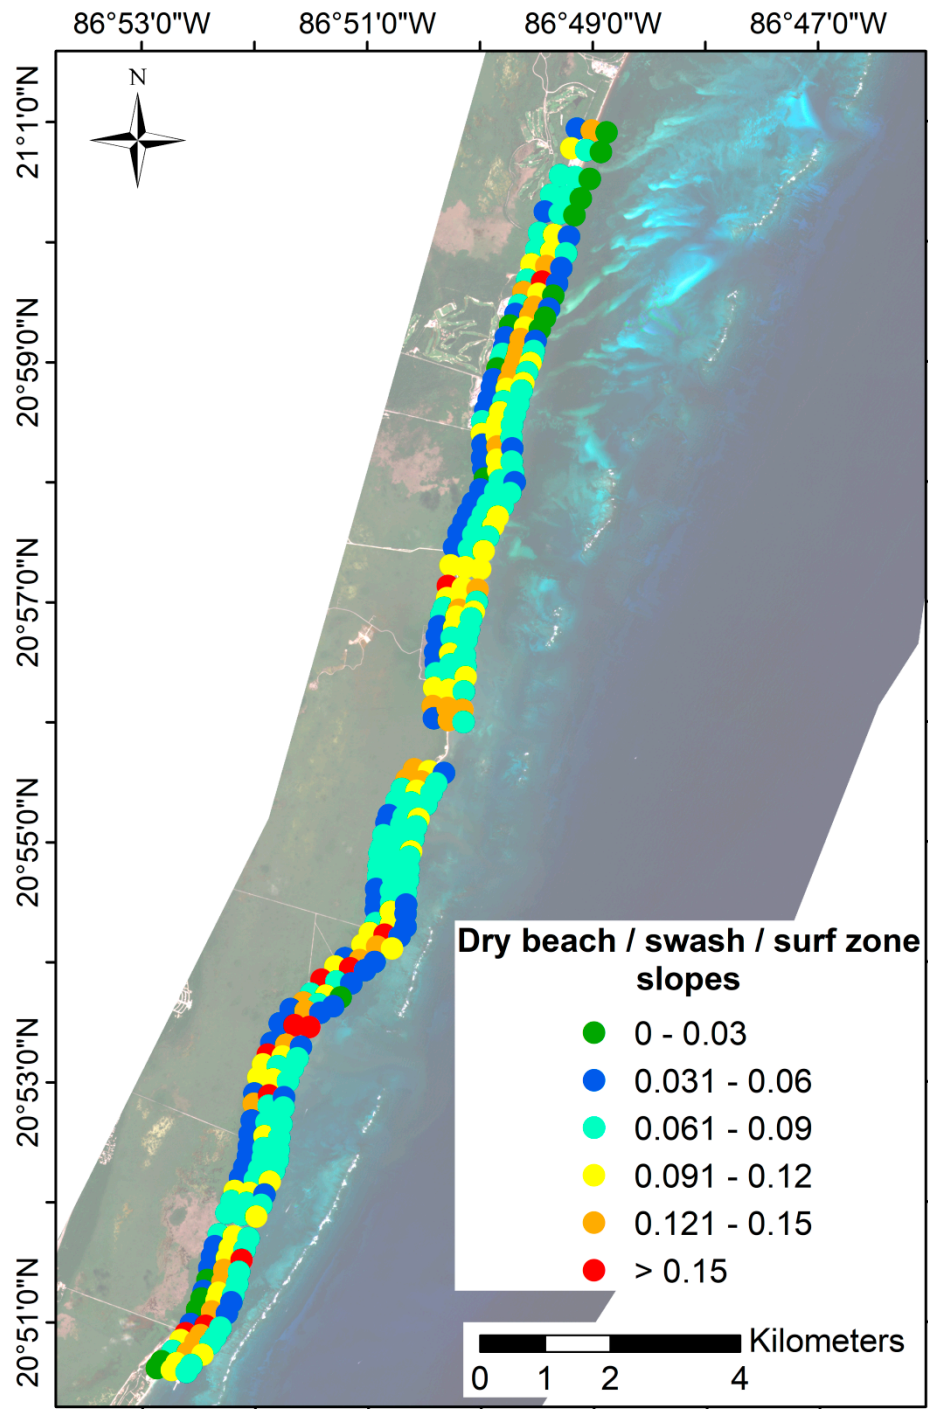 86°53'0"W 86°51'0"W 86°49'0"W 86°47'0"W
N
21°1'0"N
20°59'0"N
20°57'0"N
20°55'0"N
20°53'0"N
20°51'0"N
Dry beach / swash / surf zone
slopes
0 - 0.03
0.031 - 0.06
0.061 - 0.09
0.091 - 0.12
0.121 - 0.15
> 0.15
Kilometers
0 1 2 4